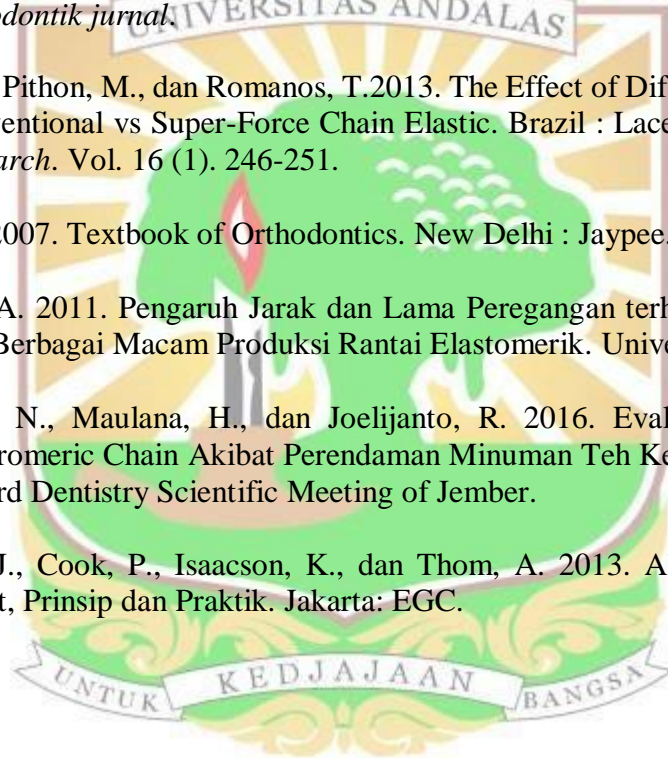 odontik jurnal.
UNIVERSITAS ANDALAS
Pithon, M., dan Romanos, T.2013. The Effect of Dif
ventional vs Super-Force Chain Elastic. Brazil : Lace
arch. Vol. 16 (1). 246-251.
2007. Textbook of Orthodontics. New Delhi : Jaypee.
A. 2011. Pengaruh Jarak dan Lama Peregangan terh
Berbagai Macam Produksi Rantai Elastomerik. Unive
N., Maulana, H., dan Joelijanto, R. 2016. Eval
romeric Chain Akibat Perendaman Minuman Teh Ke
rd Dentistry Scientific Meeting of Jember.
J., Cook, P., Isaacson, K., dan Thom, A. 2013. A
t, Prinsip dan Praktik. Jakarta: EGC.
UNTUK KEDJAJAAN BANGSA